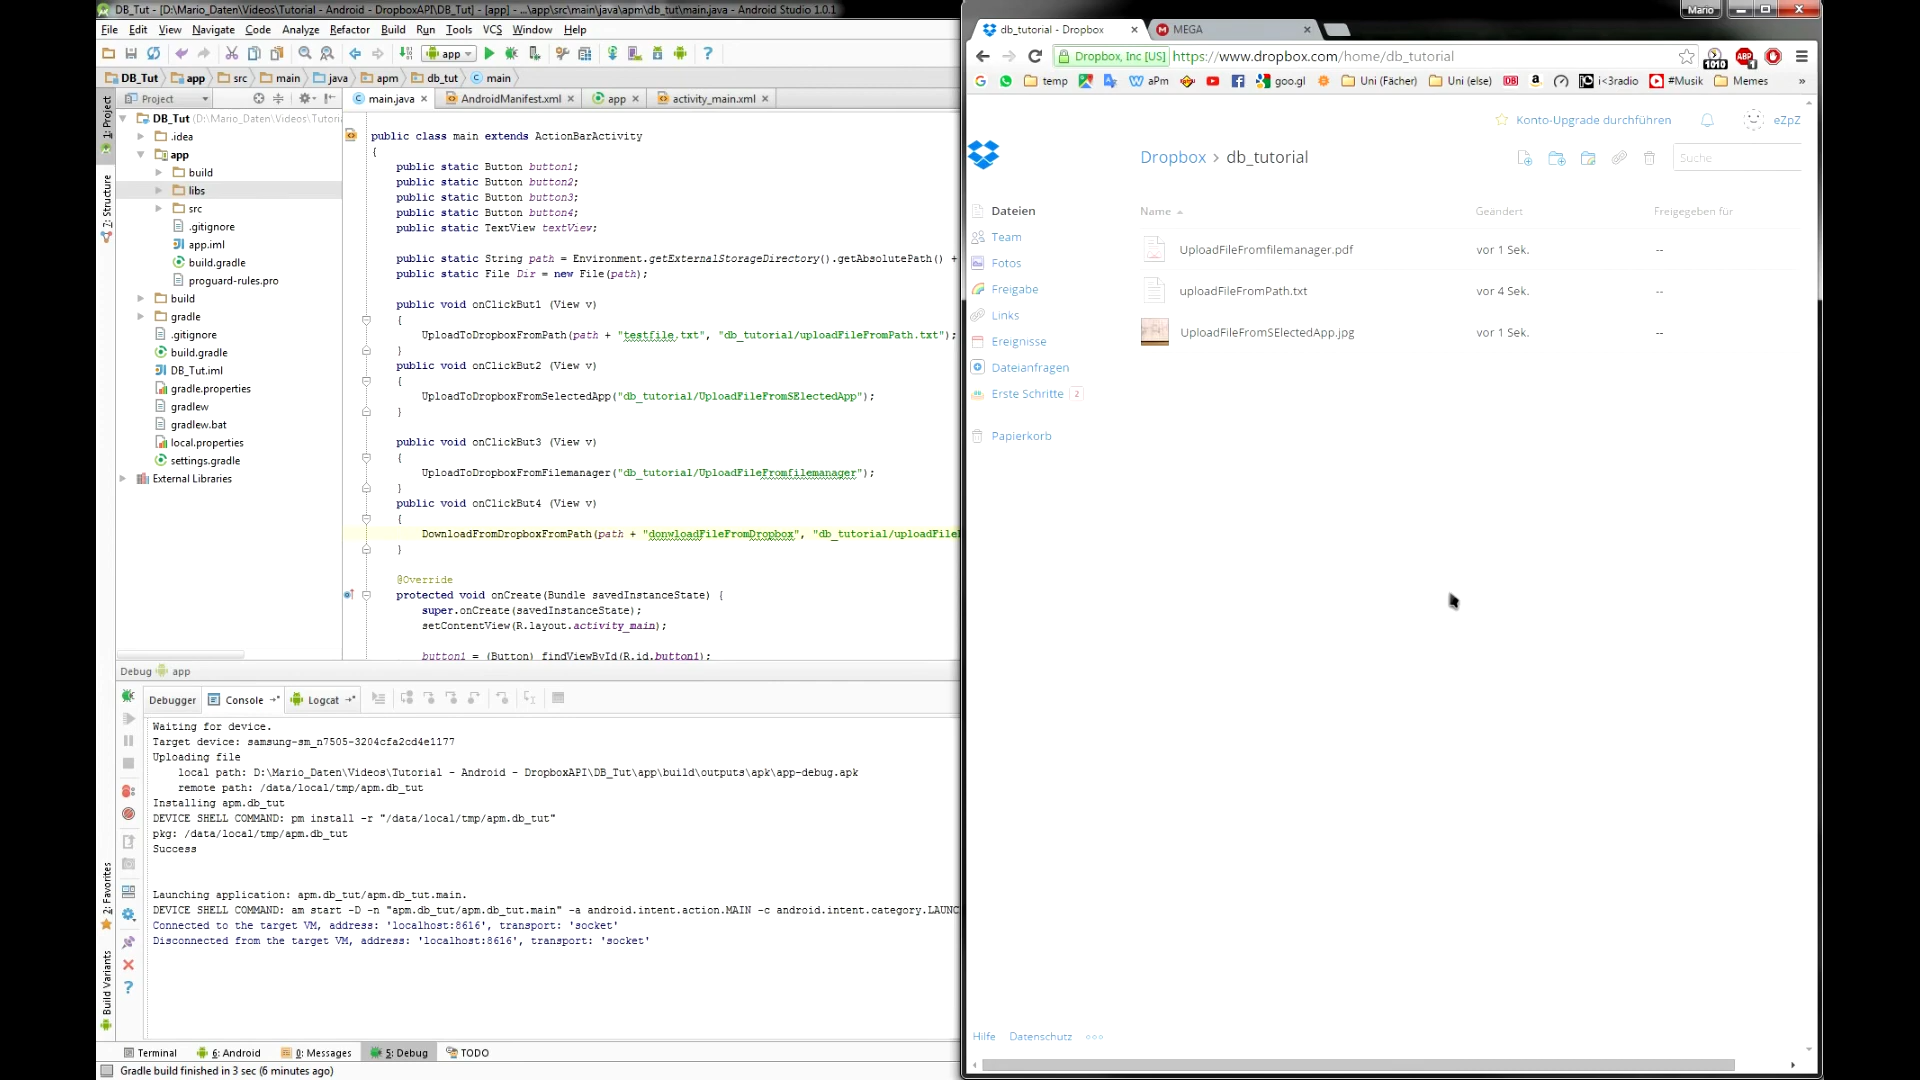 DB_Tut - [D:\Mario_Daten\Videos\Tutorial - Android - DropboxAPI\DB_Tut] - [app] - ...\app\src\main\java\apm\db_tut\main.java - Android Studio 1.0.1
File Edit View Navigate Code Analyze Refactor Build Run Tools VCS Window Help
app
DB_Tut app src main java apm db_tut main
1: Project
7: Structure
2: Favorites
Build Variants
Project
DB_Tut (D:\Mario_Daten\Videos\Tutori
.idea
app
build
libs
src
.gitignore
app.iml
build.gradle
proguard-rules.pro
build
gradle
.gitignore
build.gradle
DB_Tut.iml
gradle.properties
gradlew
gradlew.bat
local.properties
settings.gradle
External Libraries
main.java AndroidManifest.xml app activity_main.xml
public class main extends ActionBarActivity
{
public static Button button1;
public static Button button2;
public static Button button3;
public static Button button4;
public static TextView textView;
public static String path = Environment.getExternalStorageDirectory().getAbsolutePath() +
public static File Dir = new File(path);
public void onClickBut1 (View v)
{
UploadToDropboxFromPath(path + "testfile.txt", "db_tutorial/uploadFileFromPath.txt");
}
public void onClickBut2 (View v)
{
UploadToDropboxFromSelectedApp("db_tutorial/UploadFileFromSElectedApp");
}
public void onClickBut3 (View v)
{
UploadToDropboxFromFilemanager("db_tutorial/UploadFileFromfilemanager");
}
public void onClickBut4 (View v)
{
DownloadFromDropboxFromPath(path + "donwloadFileFromDropbox", "db_tutorial/uploadFile
}
@Override
protected void onCreate(Bundle savedInstanceState) {
super.onCreate(savedInstanceState);
setContentView(R.layout.activity_main);
button1 = (Button) findViewById(R.id.button1);
Debug app
Debugger Console Logcat
Waiting for device.
Target device: samsung-sm_n7505-3204cfa2cd4e1177
Uploading file
local path: D:\Mario_Daten\Videos\Tutorial - Android - DropboxAPI\DB_Tut\app\build\outputs\apk\app-debug.apk
remote path: /data/local/tmp/apm.db_tut
Installing apm.db_tut
DEVICE SHELL COMMAND: pm install -r "/data/local/tmp/apm.db_tut"
pkg: /data/local/tmp/apm.db_tut
Success
Launching application: apm.db_tut/apm.db_tut.main.
DEVICE SHELL COMMAND: am start -D -n "apm.db_tut/apm.db_tut.main" -a android.intent.action.MAIN -c android.intent.category.LAUNC
Connected to the target VM, address: 'localhost:8616', transport: 'socket'
Disconnected from the target VM, address: 'localhost:8616', transport: 'socket'
Terminal 6: Android 0: Messages 5: Debug TODO
Gradle build finished in 3 sec (6 minutes ago)
Mario
db_tutorial - Dropbox MEGA
Dropbox, Inc [US] https://www.dropbox.com/home/db_tutorial
1010 ABP 1
temp aPm goo.gl Uni (Fächer) Uni (else) DB i<3radio #Musik Memes »
Konto-Upgrade durchführen eZpZ
Dropbox › db_tutorial Suche
Dateien
Team
Fotos
Freigabe
Links
Ereignisse
Dateianfragen
Erste Schritte 2
Papierkorb
Name Geändert Freigegeben für
UploadFileFromfilemanager.pdf vor 1 Sek. --
uploadFileFromPath.txt vor 4 Sek. --
UploadFileFromSElectedApp.jpg vor 1 Sek. --
Hilfe Datenschutz